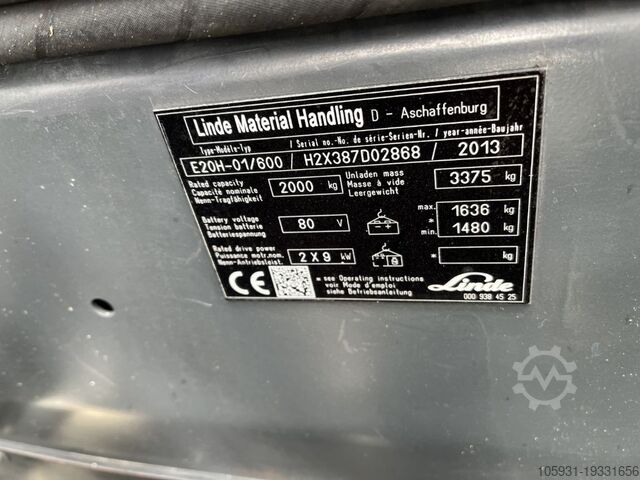 Linde Material Handling D - Aschaffenburg
Type-Modèle-Typ / Serial no.-No. de série-Serien-Nr. / year-année-Baujahr
E20H-01/600 / H2X387D02868 / 2013
Rated capacity
Capacité nominale
Nenn-Tragfähigkeit
2000 kg
Unladen mass
Masse à vide
Leergewicht
3375 kg
Battery voltage
Tension batterie
Batteriespannung
80 V
max. 1636 kg
*
min. 1480 kg
Rated drive power
Puissance motr.nom.
Nenn-Antriebsleist.
2 X 9 kW
* kg
CE
* see Operating instructions
voir Mode d'emploi
siehe Betriebsanleitung
Linde
000 938 45 25
105931-19331656